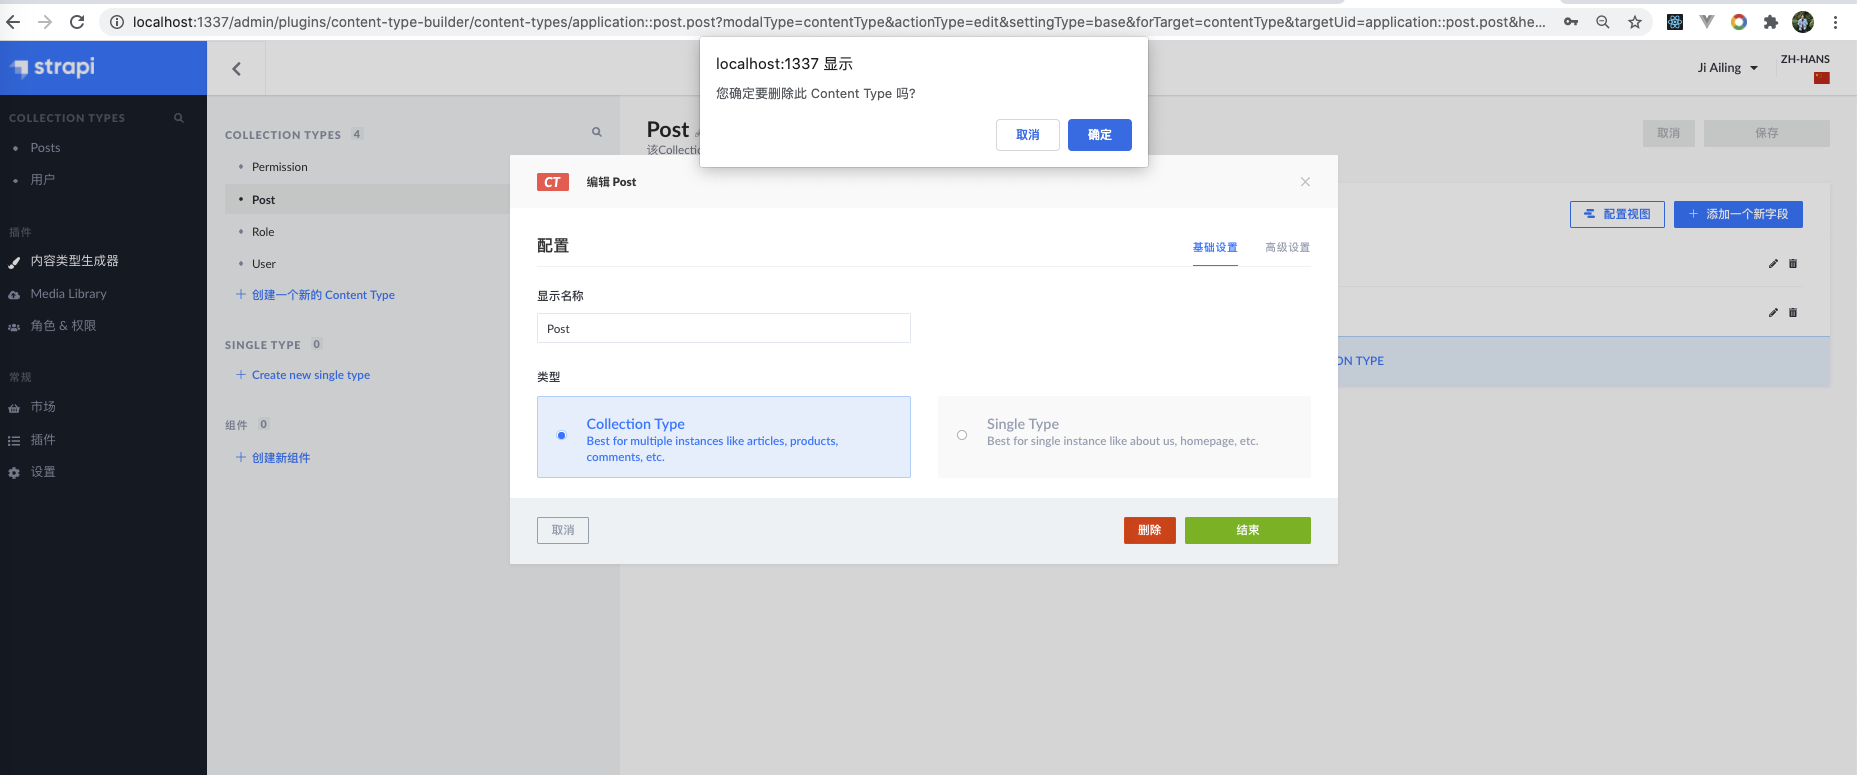 localhost:1337/admin/plugins/content-type-builder/content-types/application::post.post?modalType=contentType&actionType=edit&settingType=base&forTarget=contentType&targetUid=application::post.post&he...
strapi
Ji Ailing
ZH-HANS
localhost:1337 显示
您确定要删除此 Content Type 吗?
取消
确定
COLLECTION TYPES
Posts
用户
插件
内容类型生成器
Media Library
角色 & 权限
常规
市场
插件
设置
COLLECTION TYPES 4
Permission
Post
Role
User
创建一个新的 Content Type
SINGLE TYPE 0
Create new single type
组件 0
创建新组件
Post
该Collectio
取消
保存
配置视图
添加一个新字段
ON TYPE
CT
编辑 Post
配置
基础设置
高级设置
显示名称
Post
类型
Collection Type
Best for multiple instances like articles, products,
comments, etc.
Single Type
Best for single instance like about us, homepage, etc.
取消
删除
结束